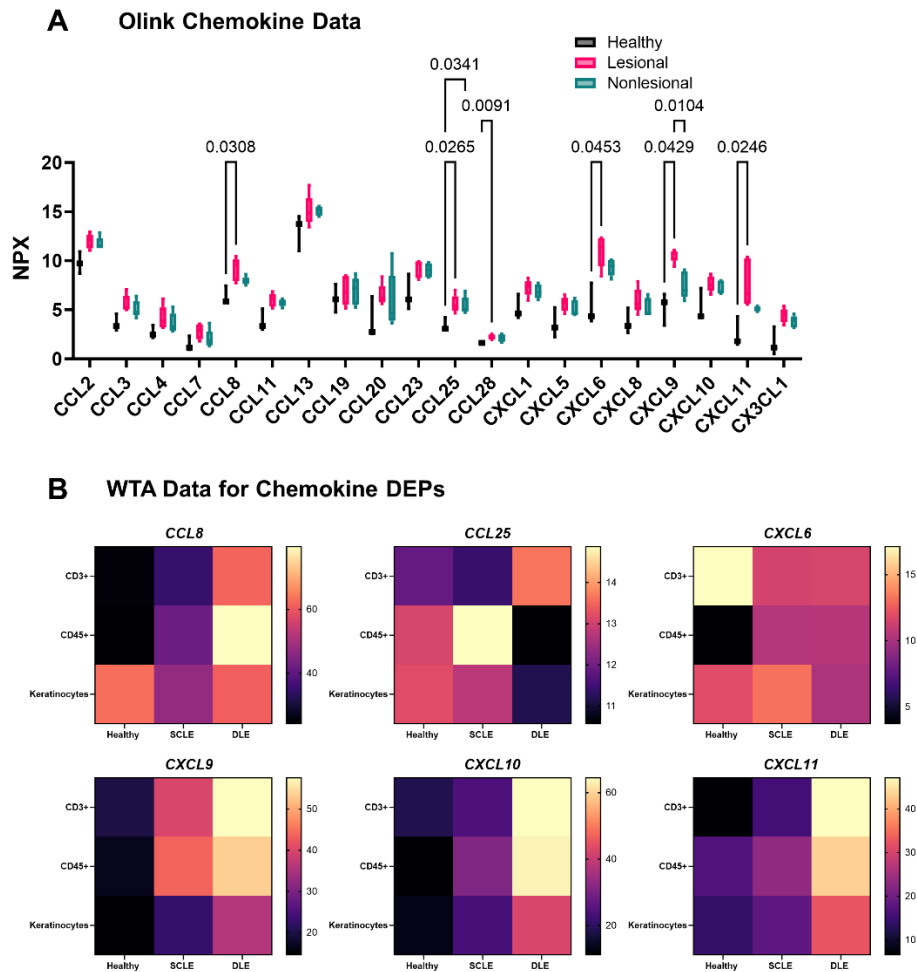 A Olink Chemokine Data
Healthy
Lesional
Nonlesional
0.0341
0.0091
0.0104
0.0308
0.0265
0.0453
0.0429
0.0246
NPX
20
15
10
5
0
CCL2
CCL3
CCL4
CCL7
CCL8
CCL11
CCL13
CCL19
CCL20
CCL23
CCL25
CCL28
CXCL1
CXCL5
CXCL6
CXCL8
CXCL9
CXCL10
CXCL11
CX3CL1
B WTA Data for Chemokine DEPs
CCL8
CD3+
CD45+
Keratinocytes
Healthy
SCLE
DLE
60
40
CCL25
CD3+
CD45+
Keratinocytes
Healthy
SCLE
DLE
14
13
12
11
CXCL6
CD3+
CD45+
Keratinocytes
Healthy
SCLE
DLE
15
10
5
CXCL9
CD3+
CD45+
Keratinocytes
Healthy
SCLE
DLE
50
40
30
20
CXCL10
CD3+
CD45+
Keratinocytes
Healthy
SCLE
DLE
60
40
20
CXCL11
CD3+
CD45+
Keratinocytes
Healthy
SCLE
DLE
40
30
20
10